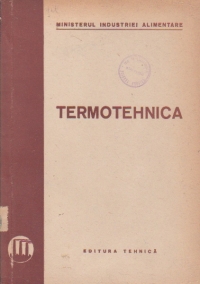 MINISTERUL INDUSTRIEI ALIMENTARE
TERMOTEHNICA
EDITURA TEHNICĂ